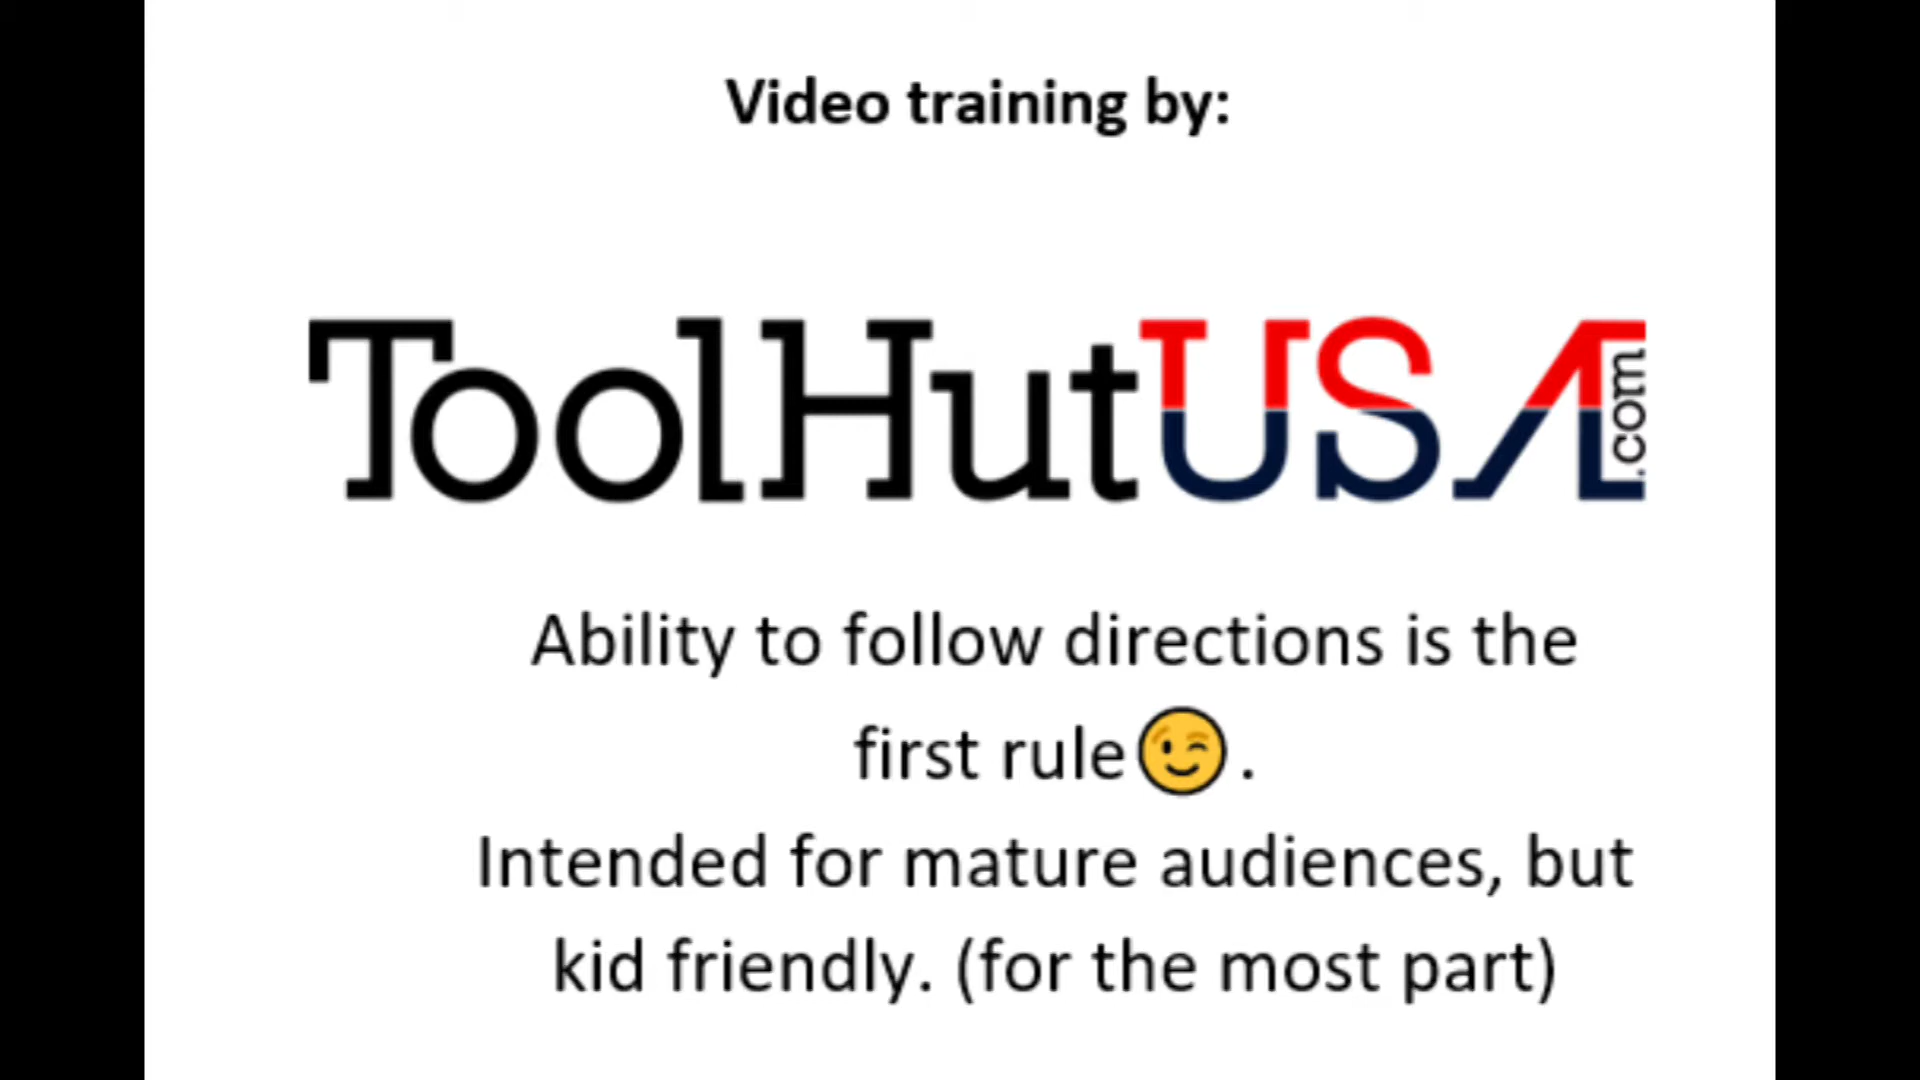 Video training by:
ToolHutUSA.com
Ability to follow directions is the
first rule😉.
Intended for mature audiences, but
kid friendly. (for the most part)